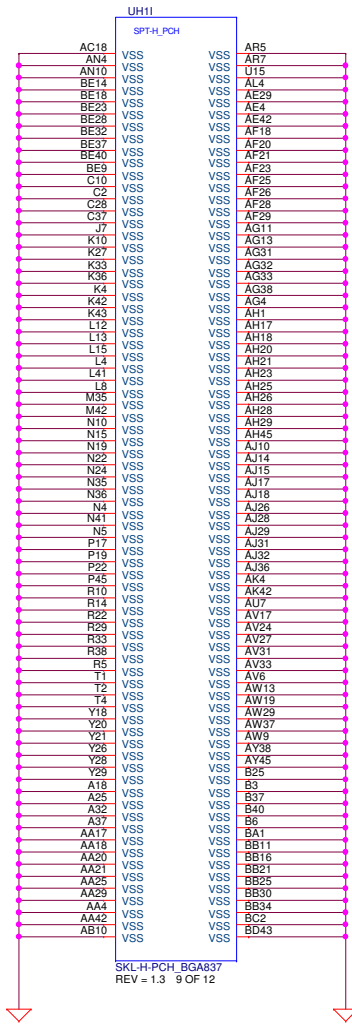 UH1I
SPT-H_PCH
AC18 VSS VSS AR5
AN4 VSS VSS AR7
AN10 VSS VSS U15
BE14 VSS VSS AL4
BE18 VSS VSS AE29
BE23 VSS VSS AE4
BE28 VSS VSS AE42
BE32 VSS VSS AF18
BE37 VSS VSS AF20
BE40 VSS VSS AF21
BE9 VSS VSS AF23
C10 VSS VSS AF25
C2 VSS VSS AF26
C28 VSS VSS AF28
C37 VSS VSS AF29
J7 VSS VSS AG11
K10 VSS VSS AG13
K27 VSS VSS AG31
K33 VSS VSS AG32
K36 VSS VSS AG33
K4 VSS VSS AG38
K42 VSS VSS AG4
K43 VSS VSS AH1
L12 VSS VSS AH17
L13 VSS VSS AH18
L15 VSS VSS AH20
L4 VSS VSS AH21
L41 VSS VSS AH23
L8 VSS VSS AH25
M35 VSS VSS AH26
M42 VSS VSS AH28
N10 VSS VSS AH29
N15 VSS VSS AH45
N19 VSS VSS AJ10
N22 VSS VSS AJ14
N24 VSS VSS AJ15
N35 VSS VSS AJ17
N36 VSS VSS AJ18
N4 VSS VSS AJ26
N41 VSS VSS AJ28
N5 VSS VSS AJ29
P17 VSS VSS AJ31
P19 VSS VSS AJ32
P22 VSS VSS AJ36
P45 VSS VSS AK4
R10 VSS VSS AK42
R14 VSS VSS AU7
R22 VSS VSS AV17
R29 VSS VSS AV24
R33 VSS VSS AV27
R38 VSS VSS AV31
R5 VSS VSS AV33
T1 VSS VSS AV6
T2 VSS VSS AW13
T4 VSS VSS AW19
Y18 VSS VSS AW29
Y20 VSS VSS AW37
Y21 VSS VSS AW9
Y26 VSS VSS AY38
Y28 VSS VSS AY45
Y29 VSS VSS B25
A18 VSS VSS B3
A25 VSS VSS B37
A32 VSS VSS B40
A37 VSS VSS B6
AA17 VSS VSS BA1
AA18 VSS VSS BB11
AA20 VSS VSS BB16
AA21 VSS VSS BB21
AA25 VSS VSS BB25
AA29 VSS VSS BB30
AA4 VSS VSS BB34
AA42 VSS VSS BC2
AB10 VSS VSS BD43
SKL-H-PCH_BGA837
REV = 1.3 9 OF 12